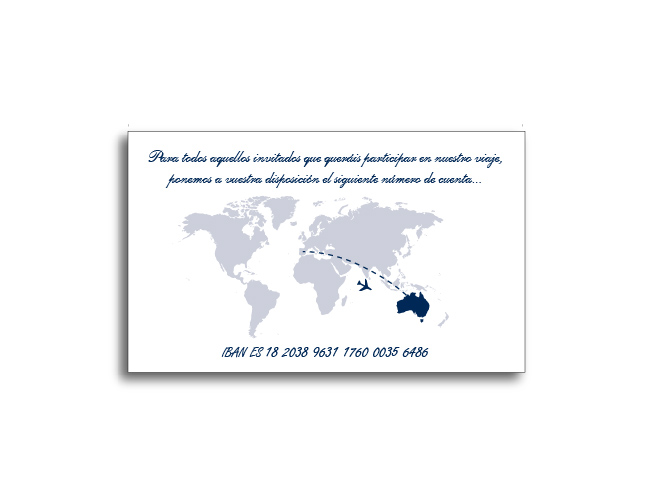 Para todos aquellos invitados que queráis participar en nuestro viaje,
ponemos a vuestra disposición el siguiente número de cuenta...
IBAN ES 18 2038 9631 1760 0035 6486